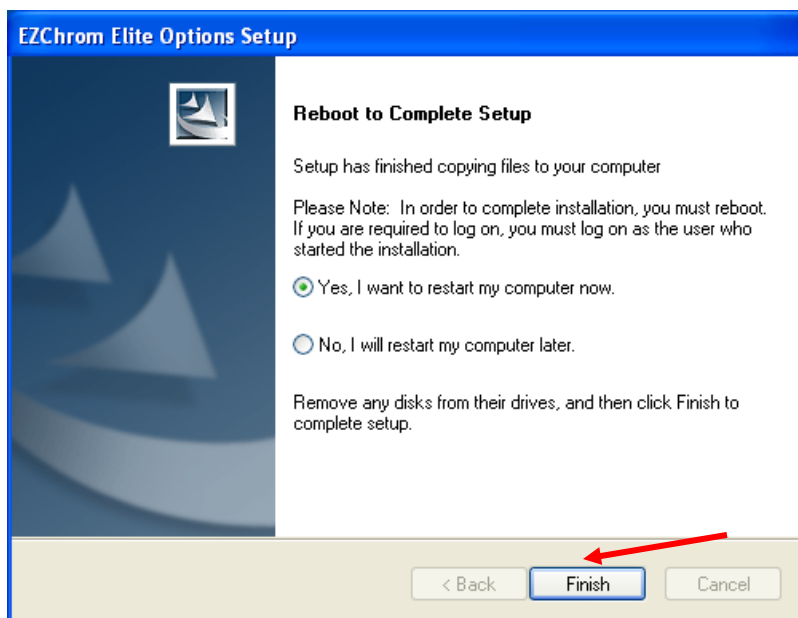 EZChrom Elite Options Setup
Reboot to Complete Setup
Setup has finished copying files to your computer
Please Note:  In order to complete installation, you must reboot.
If you are required to log on, you must log on as the user who
started the installation.
Yes, I want to restart my computer now.
No, I will restart my computer later.
Remove any disks from their drives, and then click Finish to
complete setup.
< Back
Finish
Cancel